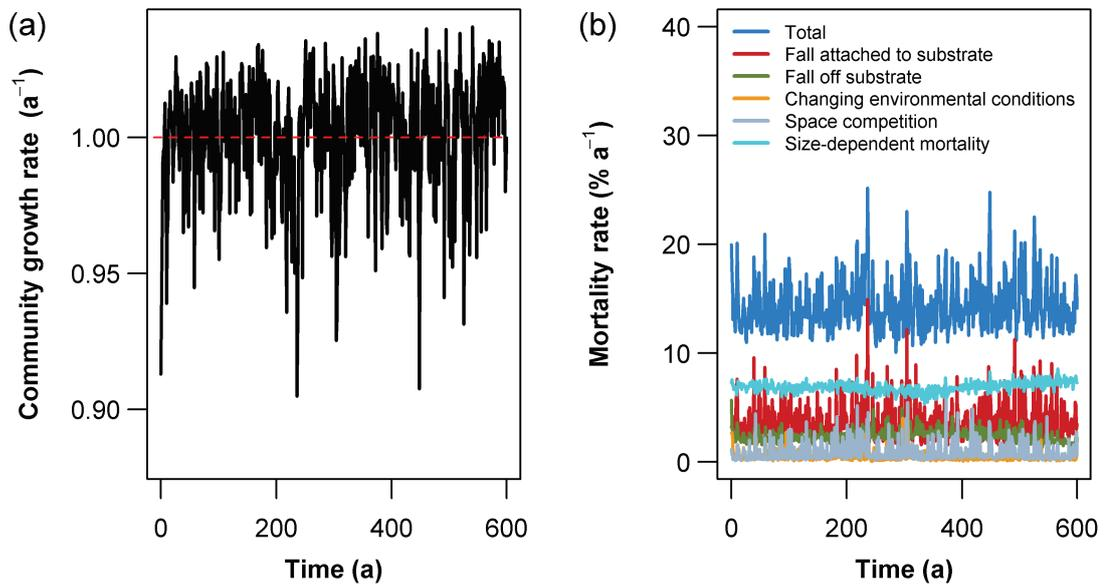 (a)
Community growth rate (a⁻¹)
1.00
0.95
0.90
0
200
400
600
Time (a)
(b)
Mortality rate (% a⁻¹)
40
30
20
10
0
Total
Fall attached to substrate
Fall off substrate
Changing environmental conditions
Space competition
Size-dependent mortality
0
200
400
600
Time (a)